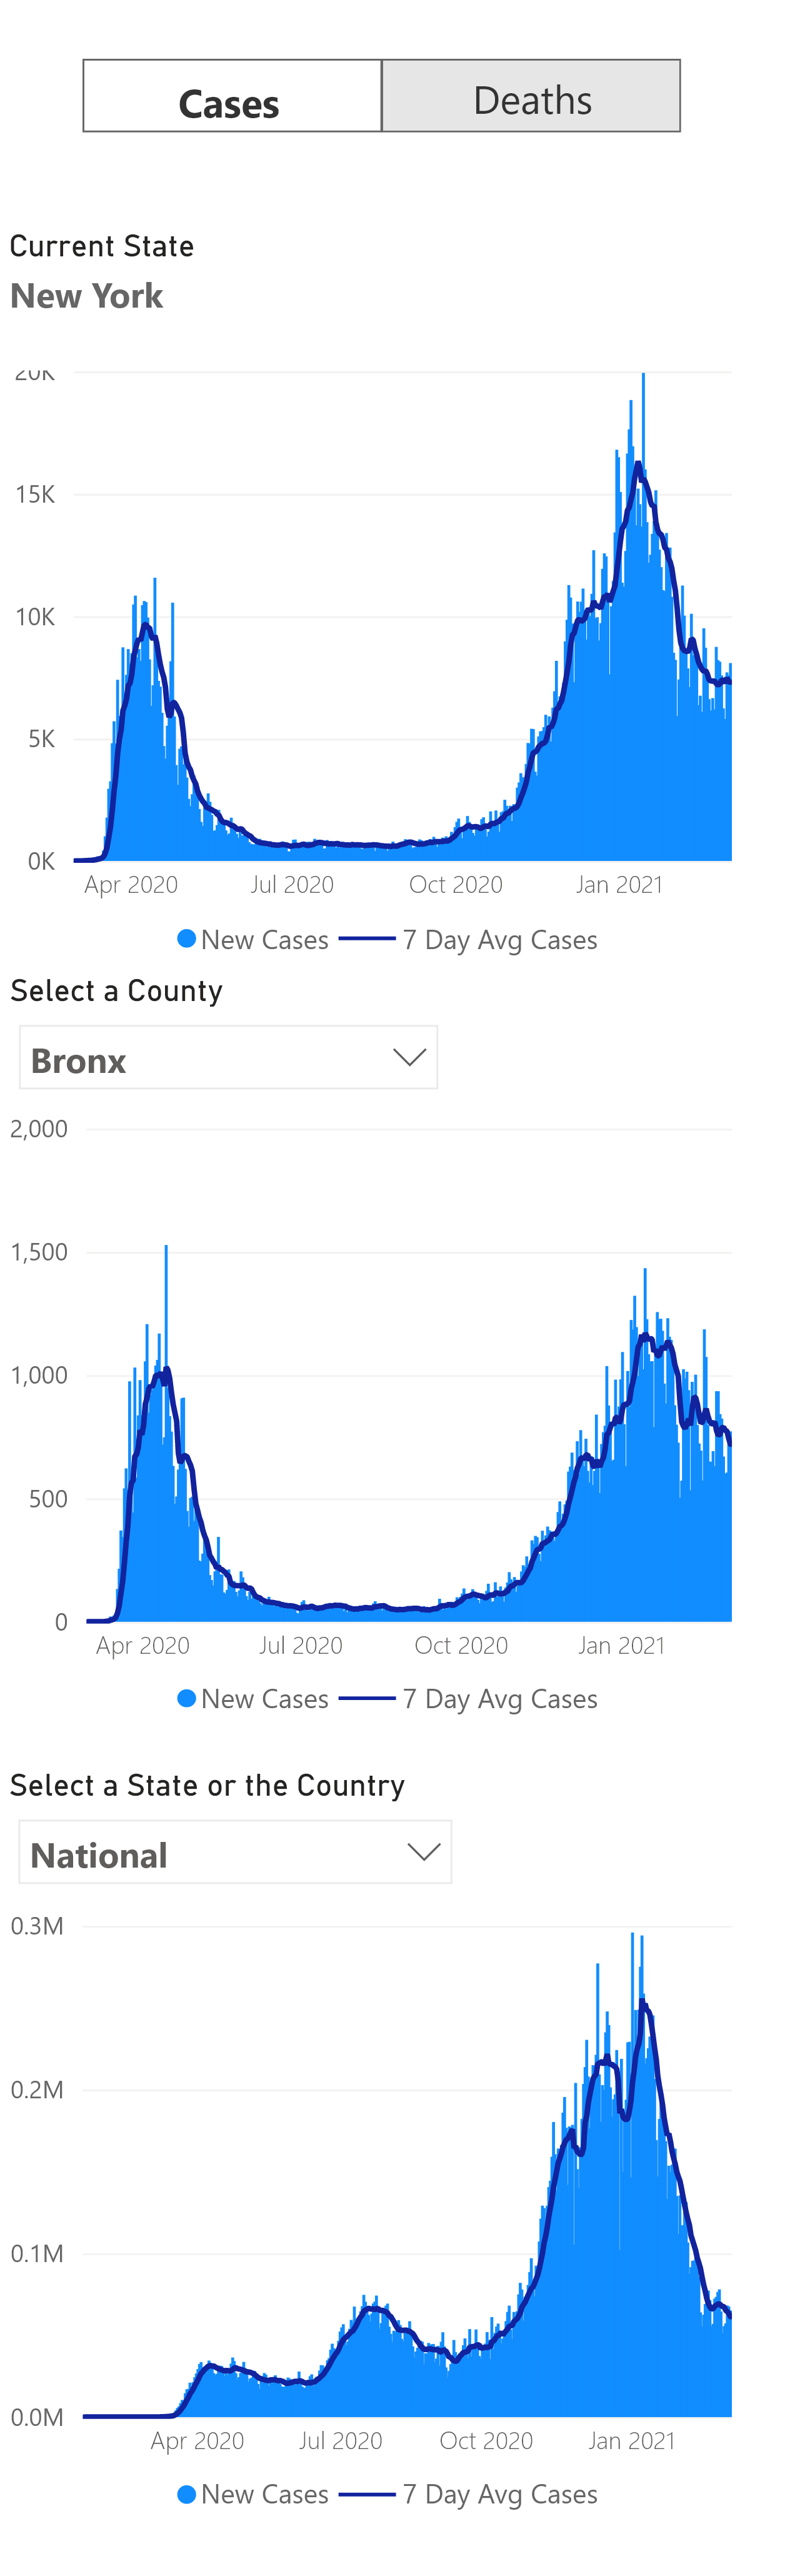 Cases Deaths
Current State
New York
20K
15K
10K
5K
0K
Apr 2020 Jul 2020 Oct 2020 Jan 2021
New Cases 7 Day Avg Cases
Select a County
Bronx
2,000
1,500
1,000
500
0
Apr 2020 Jul 2020 Oct 2020 Jan 2021
New Cases 7 Day Avg Cases
Select a State or the Country
National
0.3M
0.2M
0.1M
0.0M
Apr 2020 Jul 2020 Oct 2020 Jan 2021
New Cases 7 Day Avg Cases